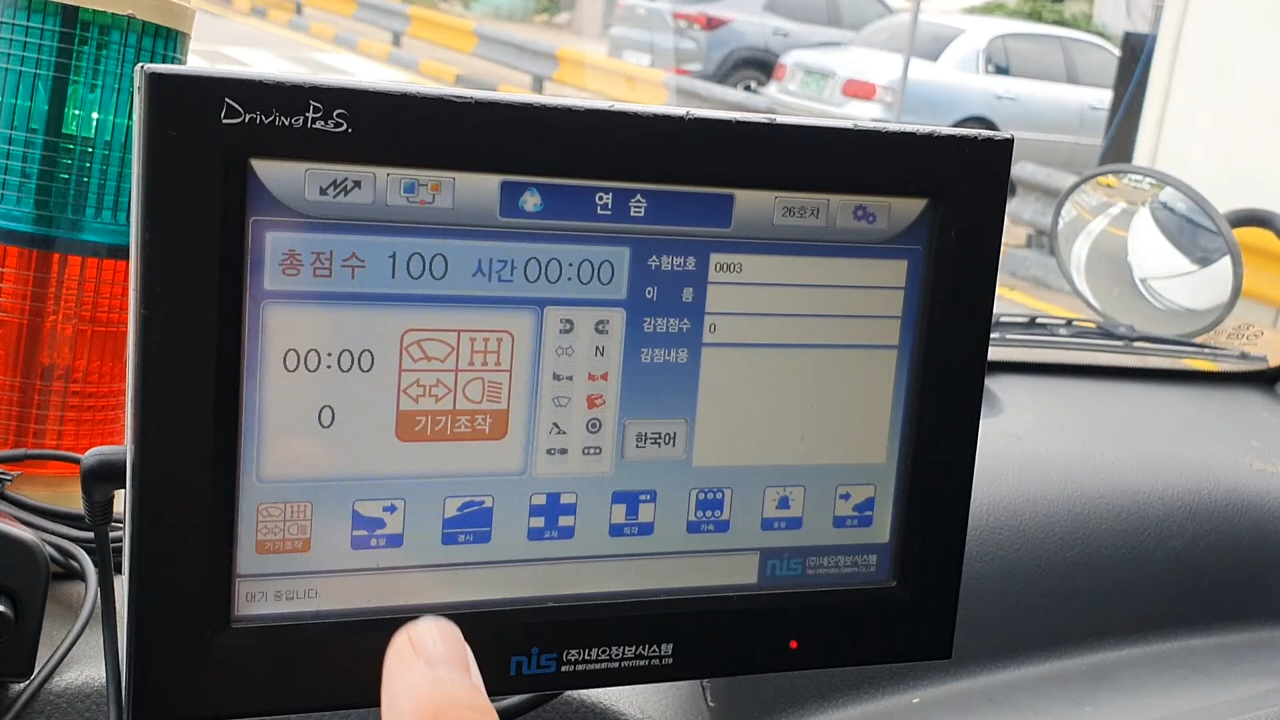 DrivingPasS.
연 습
26호차
총점수 100 시간 00:00
수험번호 0003
이 름
감점점수 0
감점내용
00:00
0
기기조작
N
한국어
기기조작
출발
경사
교차
직각
가속
돌발
종료
대기 중입니다.
nis (주)네오정보시스템
Neo Information Systems Co., Ltd
nis (주)네오정보시스템
NEO INFORMATION SYSTEMS CO., LTD